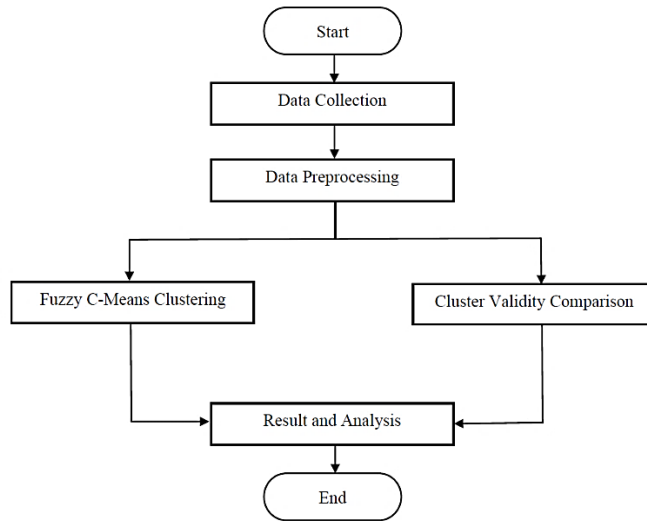 Start
Data Collection
Data Preprocessing
Fuzzy C-Means Clustering
Cluster Validity Comparison
Result and Analysis
End